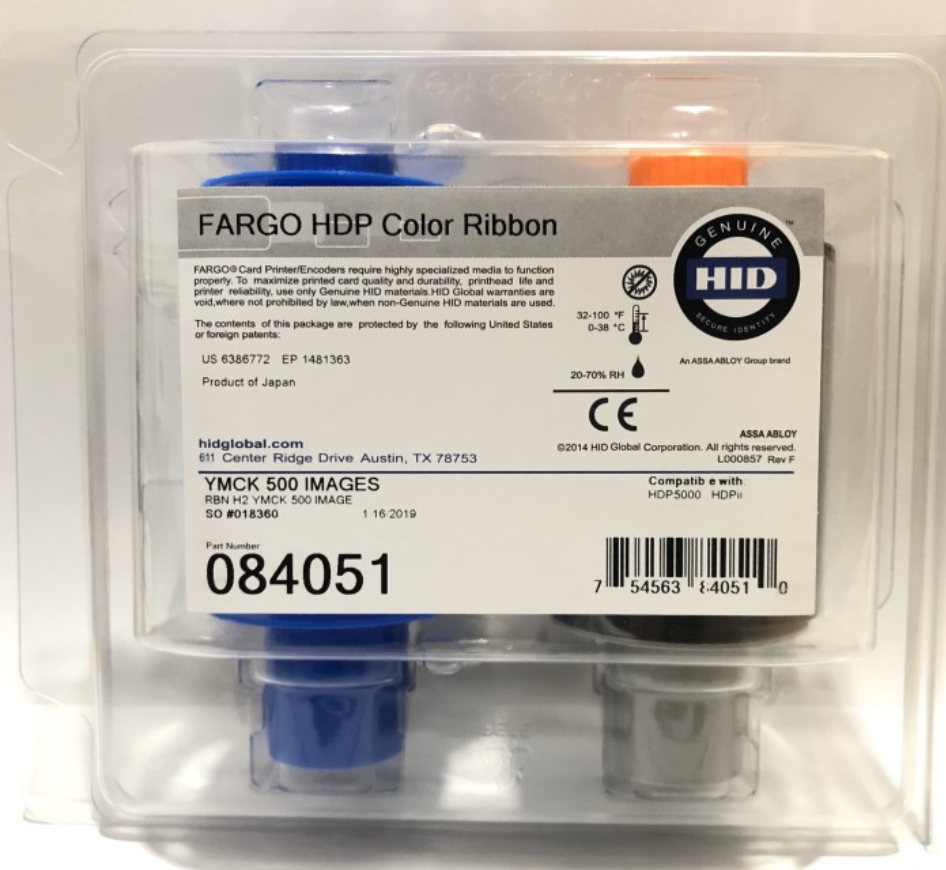 FARGO HDP Color Ribbon
GENUINE
HID
™
SECURE IDENTITY
An ASSA ABLOY Group brand
FARGO® Card Printer/Encoders require highly specialized media to function
properly. To maximize printed card quality and durability, printhead life and
printer reliability, use only Genuine HID materials.HID Global warranties are
void,where not prohibited by law,when non-Genuine HID materials are used.
The contents of this package are protected by the following United States
or foreign patents:
US 6386772 EP 1481363
Product of Japan
32-100 °F
0-38 °C
20-70% RH
CE
ASSA ABLOY
©2014 HID Global Corporation. All rights reserved.
L000857 Rev F
hidglobal.com
611 Center Ridge Drive Austin, TX 78753
YMCK 500 IMAGES
RBN H2 YMCK 500 IMAGE
SO #018360 1 16 2019
Compatib e with
HDP5000 HDPii
Part Number
084051
7 54563 84051 0